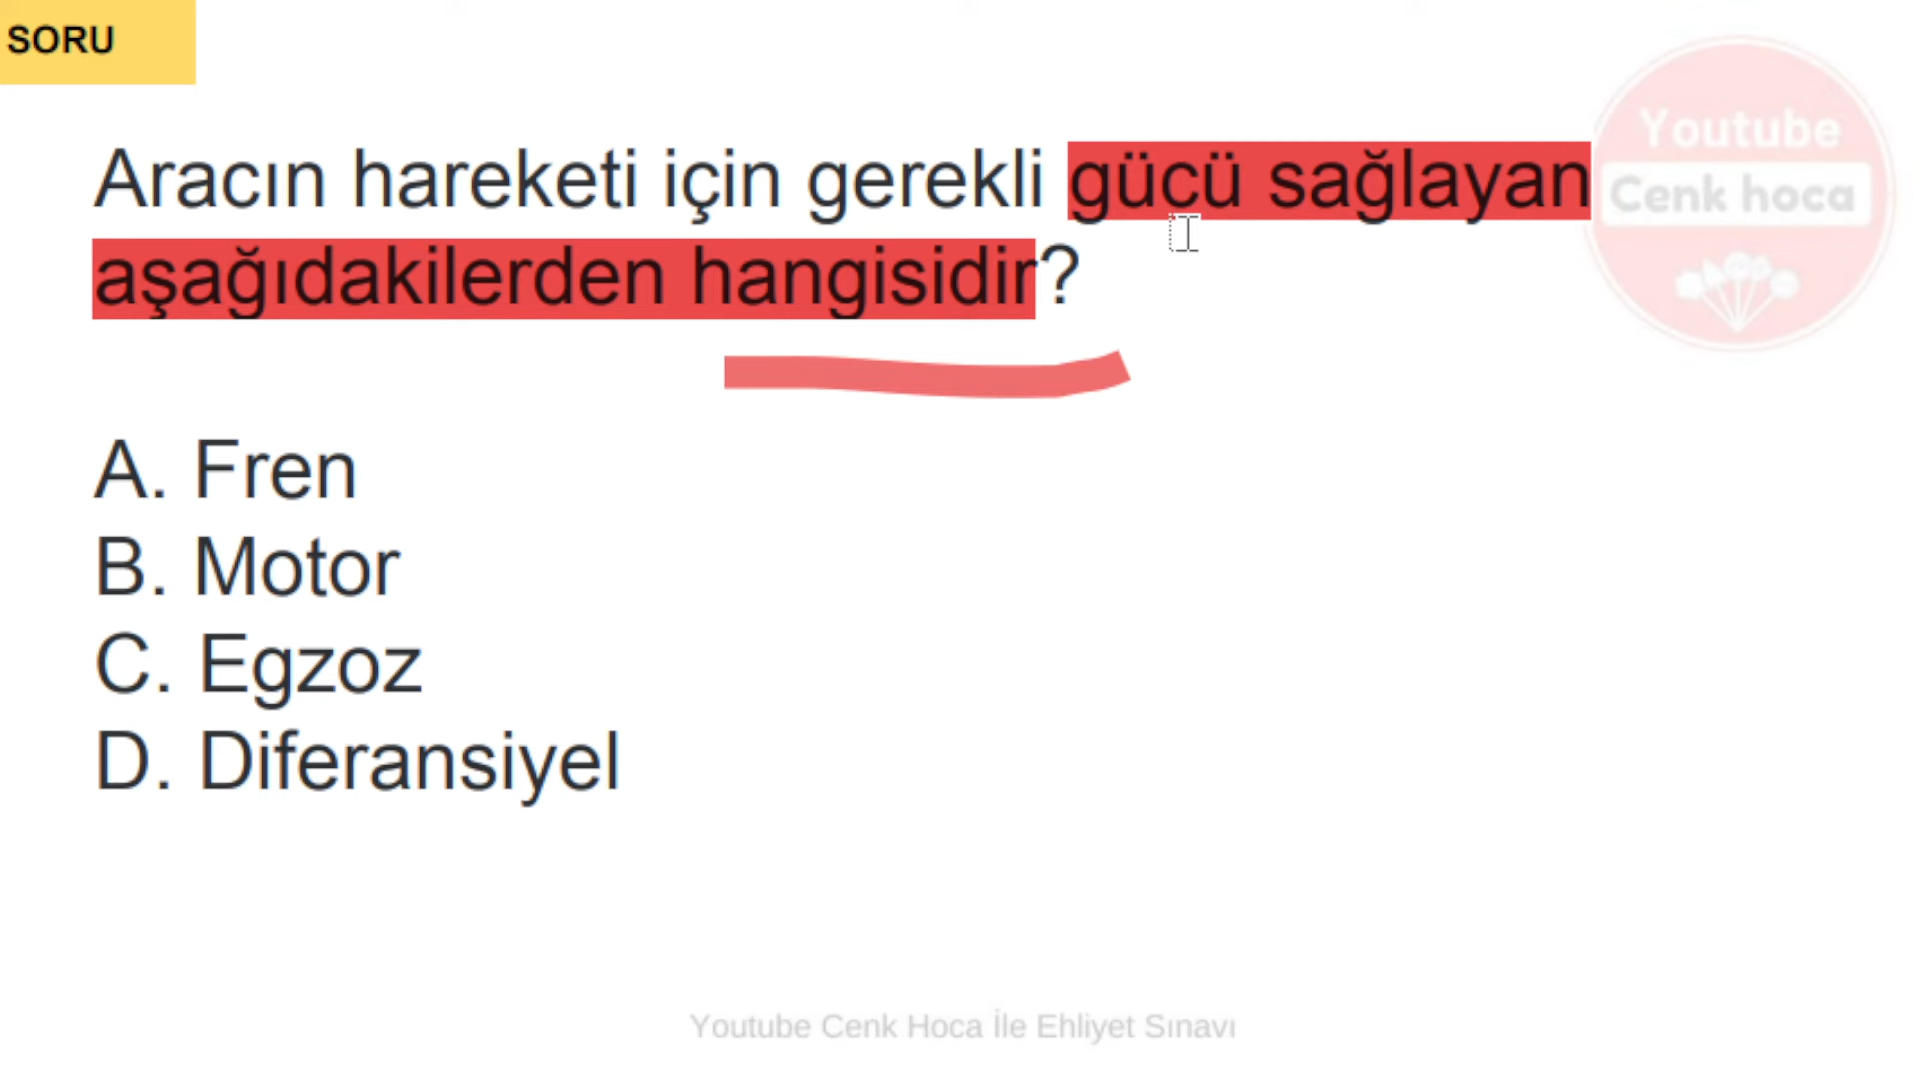 SORU
Youtube
Cenk hoca
Aracın hareketi için gerekli gücü sağlayan
aşağıdakilerden hangisidir?
A. Fren
B. Motor
C. Egzoz
D. Diferansiyel
Youtube Cenk Hoca İle Ehliyet Sınavı